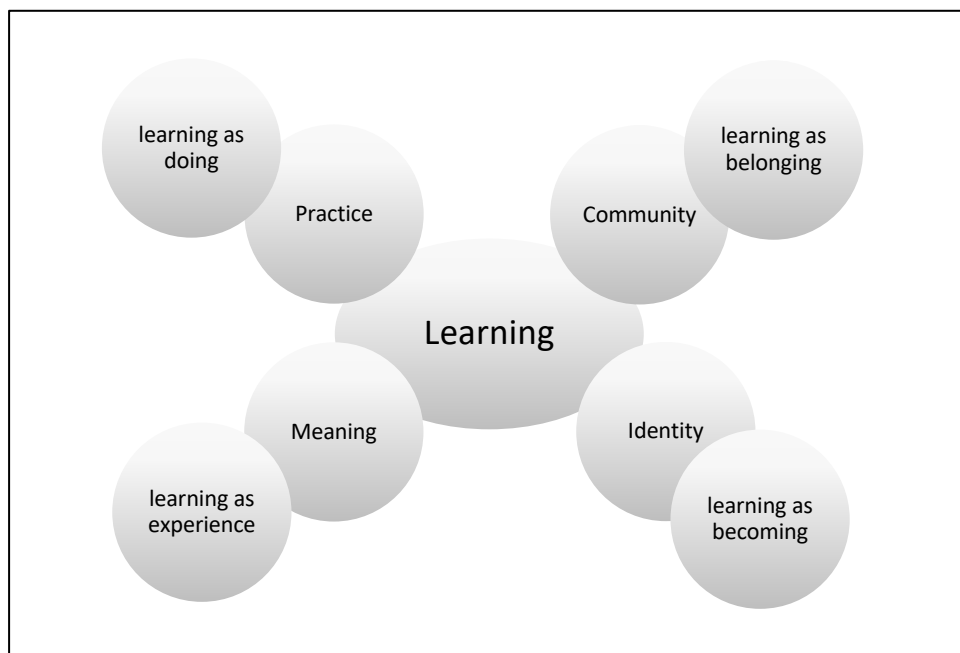 learning as
doing
Practice
Community
learning as
belonging
Learning
Meaning
Identity
learning as
experience
learning as
becoming